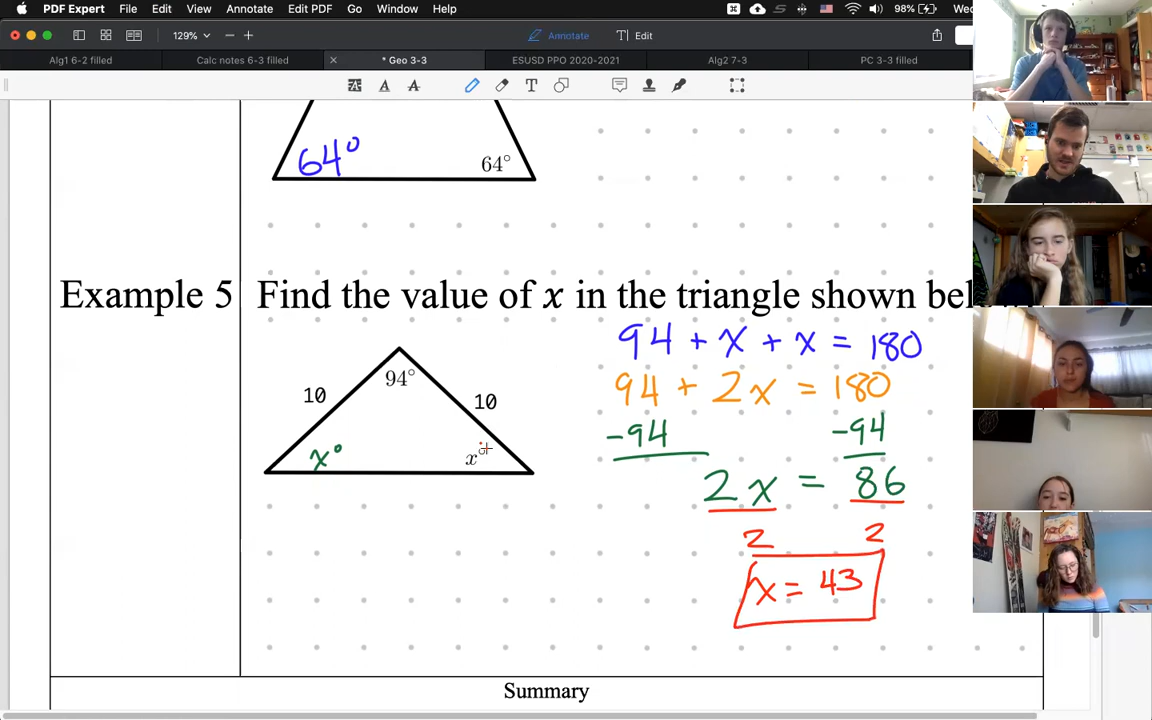 PDF Expert File Edit View Annotate Edit PDF Go Window Help 98% Wed
129% Annotate Edit
Alg1 6-2 filled Calc notes 6-3 filled * Geo 3-3 ESUSD PPO 2020-2021 Alg2 7-3 PC 3-3 filled
64° 64°
Example 5 Find the value of x in the triangle shown
94 + x + x = 180
94°
10 10
94 + 2x = 180
-94 -94
x° x
2x = 86
2 2
x = 43
Summary